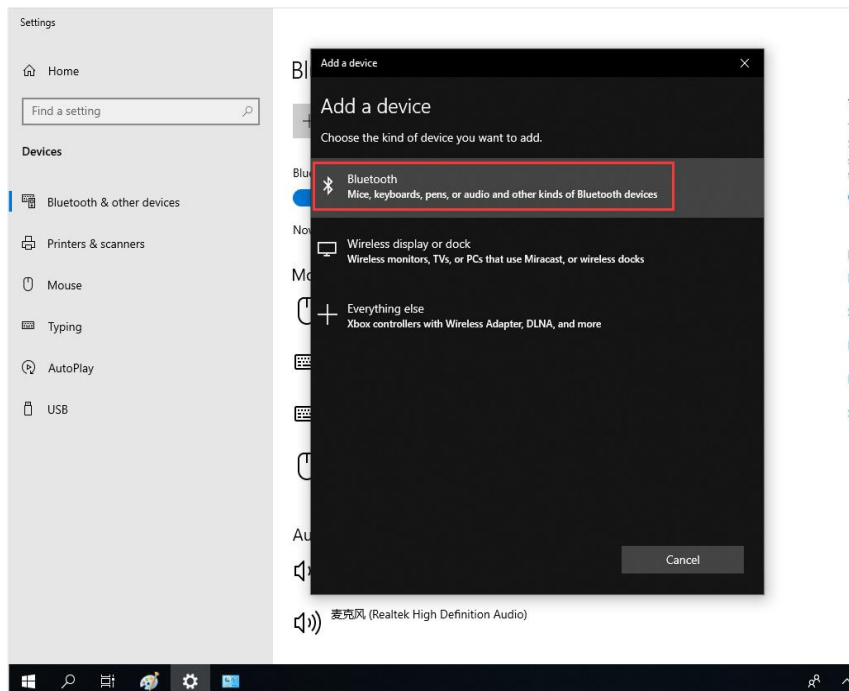 Settings
Home
Find a setting
Devices
Bluetooth & other devices
Printers & scanners
Mouse
Typing
AutoPlay
USB
Add a device
Add a device
Choose the kind of device you want to add.
Bluetooth
Mice, keyboards, pens, or audio and other kinds of Bluetooth devices
Wireless display or dock
Wireless monitors, TVs, or PCs that use Miracast, or wireless docks
Everything else
Xbox controllers with Wireless Adapter, DLNA, and more
Cancel
麦克风 (Realtek High Definition Audio)